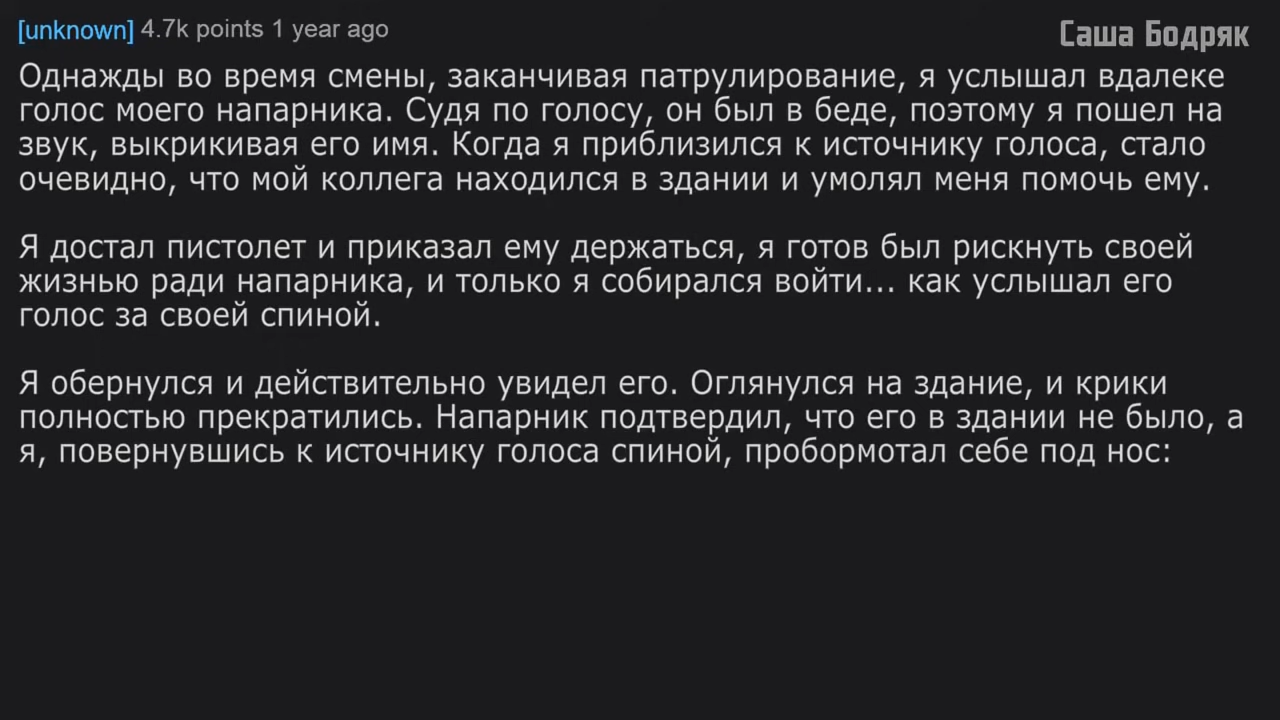 [unknown] 4.7k points 1 year ago
Саша Бодряк
Однажды во время смены, заканчивая патрулирование, я услышал вдалеке
голос моего напарника. Судя по голосу, он был в беде, поэтому я пошел на
звук, выкрикивая его имя. Когда я приблизился к источнику голоса, стало
очевидно, что мой коллега находился в здании и умолял меня помочь ему.
Я достал пистолет и приказал ему держаться, я готов был рискнуть своей
жизнью ради напарника, и только я собирался войти... как услышал его
голос за своей спиной.
Я обернулся и действительно увидел его. Оглянулся на здание, и крики
полностью прекратились. Напарник подтвердил, что его в здании не было, а
я, повернувшись к источнику голоса спиной, пробормотал себе под нос: